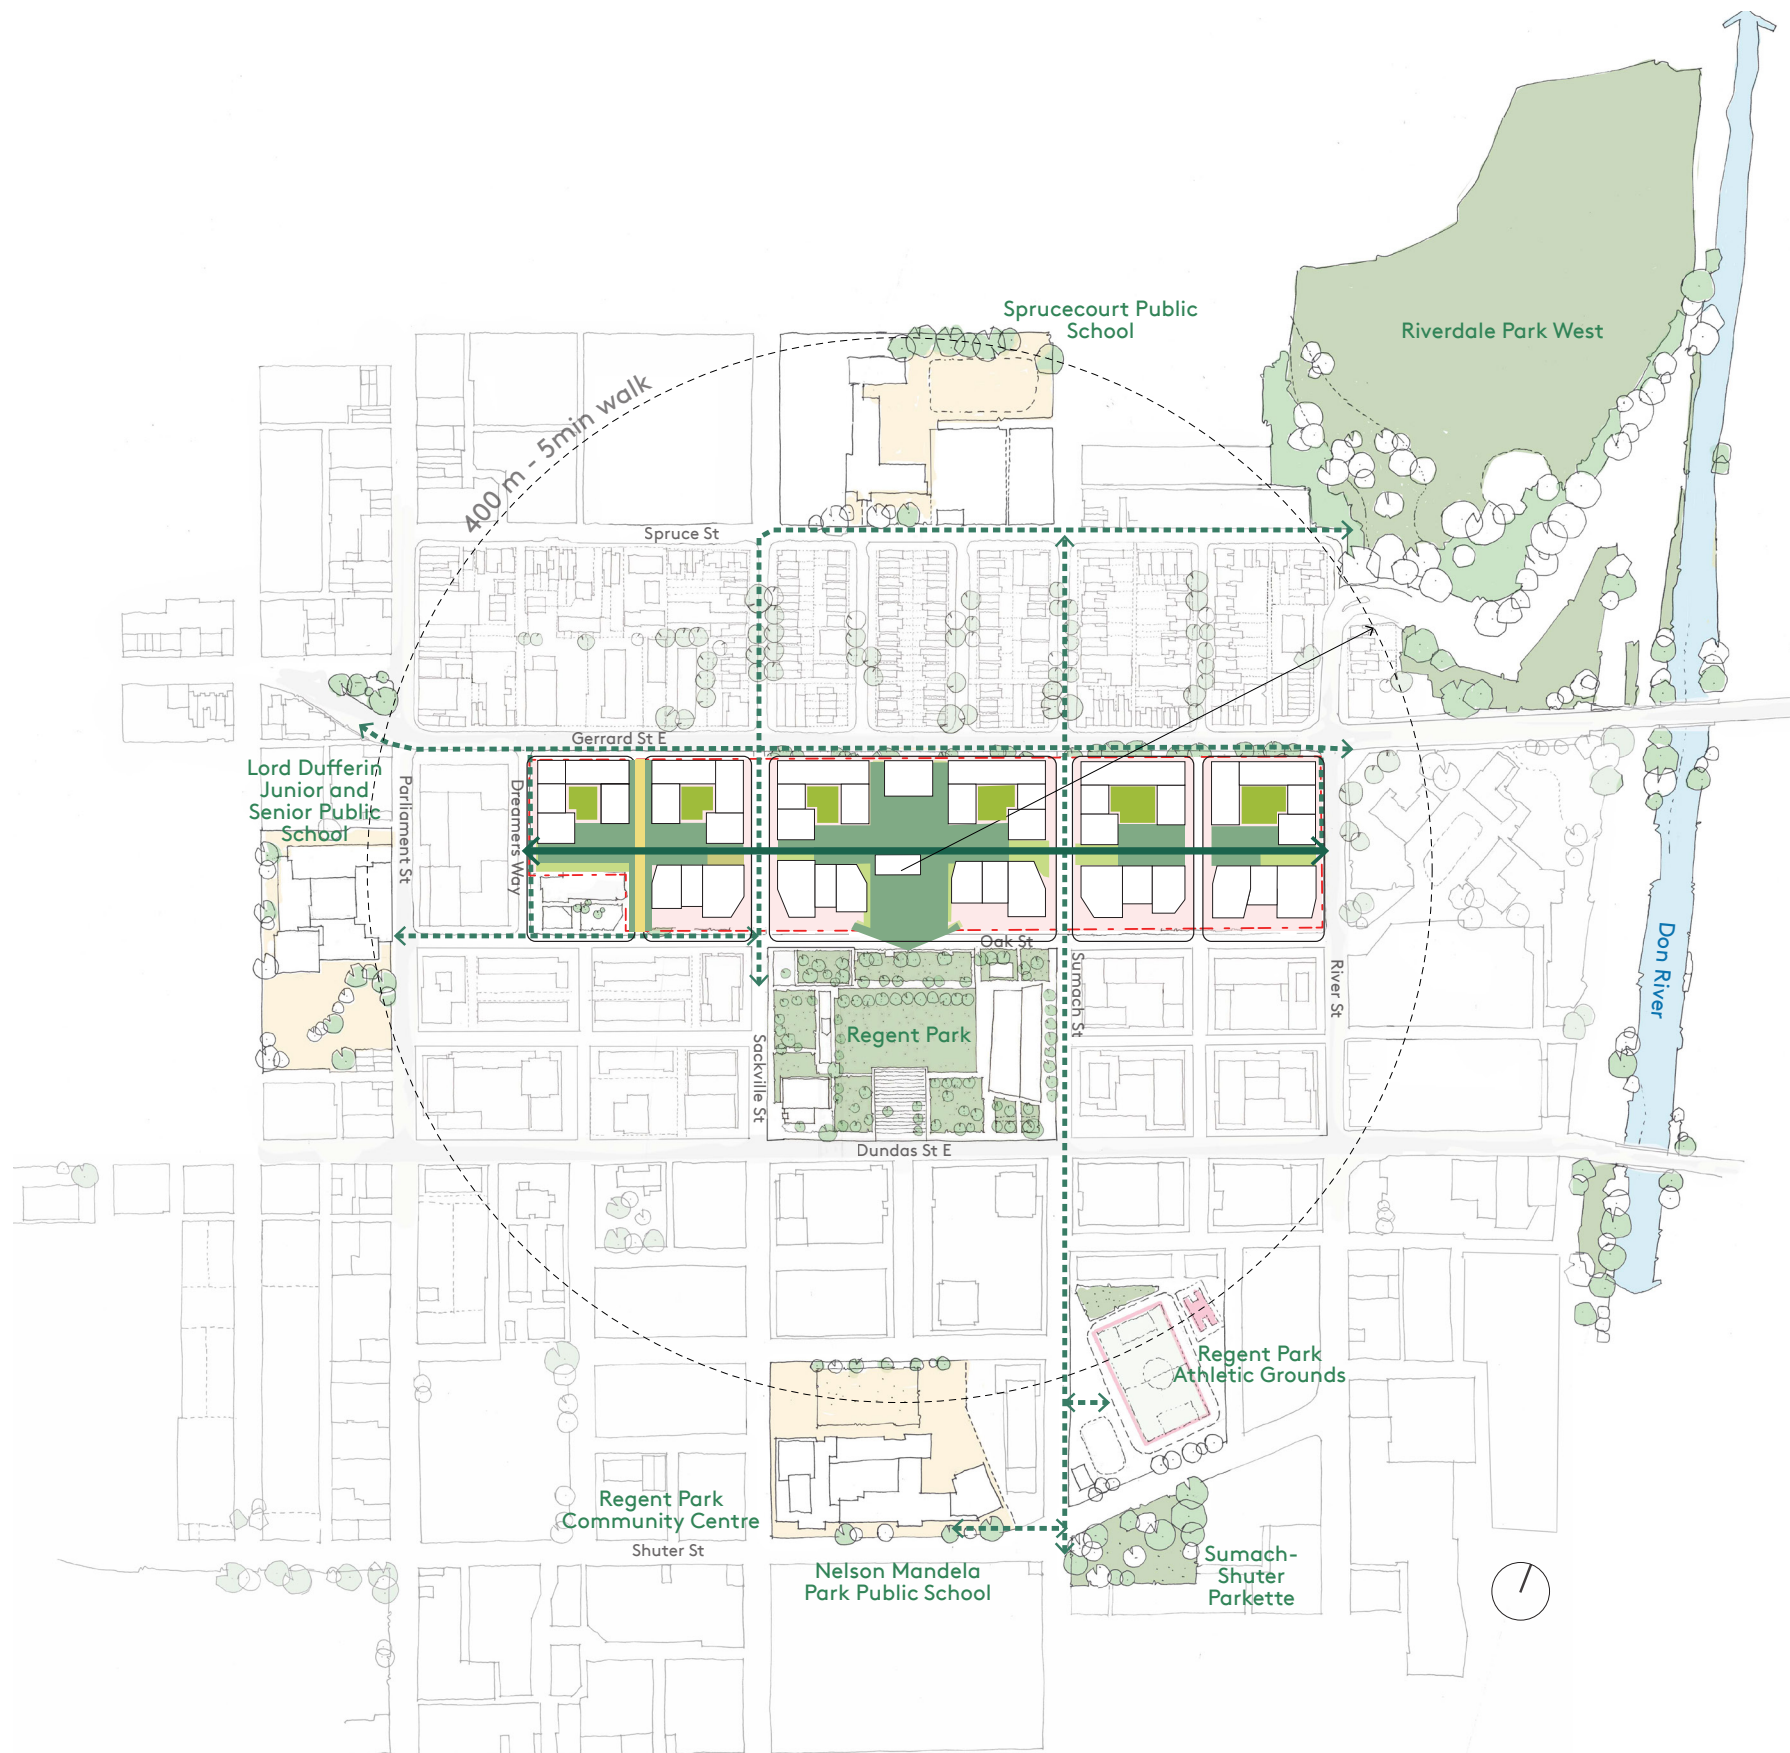 Sprucecourt Public
School
Riverdale Park West
400 m - 5min walk
Spruce St
Gerrard St E
Lord Dufferin
Junior and
Senior Public
School
Parliament St
Dreamers Way
Oak St
Don River
Sumach St
River St
Regent Park
Sackville St
Dundas St E
Regent Park
Athletic Grounds
Regent Park
Community Centre
Shuter St
Nelson Mandela
Park Public School
Sumach-
Shuter
Parkette